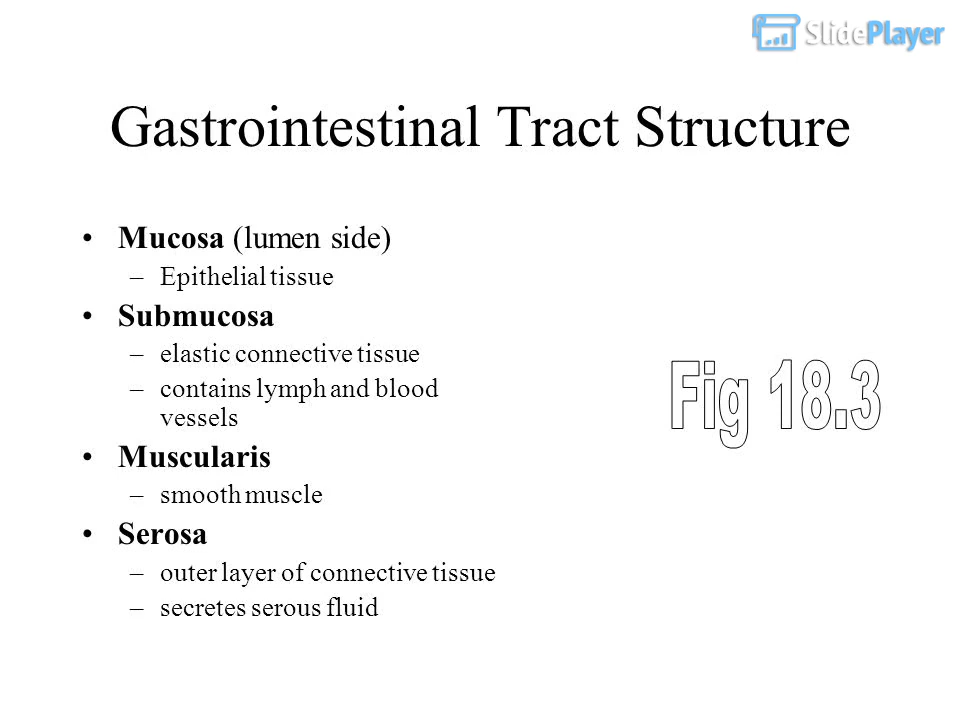 SlidePlayer
Gastrointestinal Tract Structure
• Mucosa (lumen side)
– Epithelial tissue
• Submucosa
– elastic connective tissue
– contains lymph and blood
vessels
• Muscularis
– smooth muscle
• Serosa
– outer layer of connective tissue
– secretes serous fluid
Fig 18.3